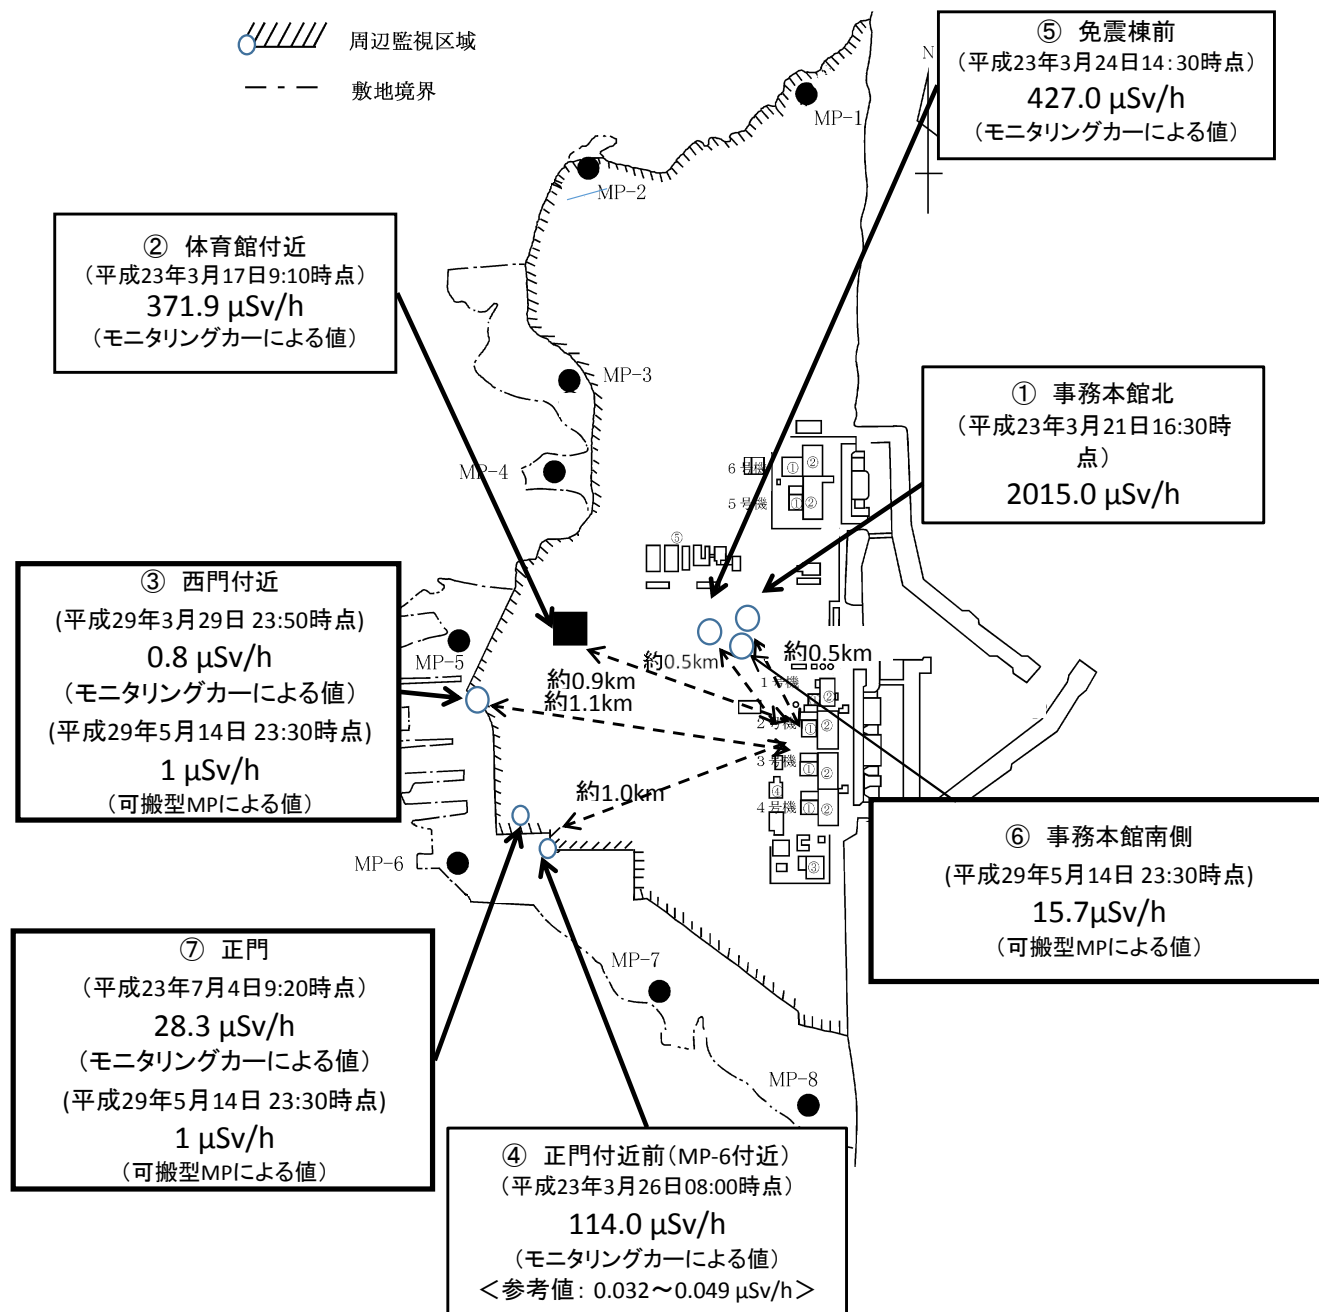 周辺監視区域
敷地境界
⑤ 免震棟前
（平成23年3月24日14：30時点）
427.0 μSv/h
（モニタリングカーによる値）
N
MP-1
MP-2
② 体育館付近
（平成23年3月17日9:10時点）
371.9 μSv/h
（モニタリングカーによる値）
MP-3
① 事務本館北
（平成23年3月21日16:30時
点）
2015.0 μSv/h
MP-4
6号機
①
②
5号機
①
②
⑤
③ 西門付近
(平成29年3月29日 23:50時点)
0.8 μSv/h
（モニタリングカーによる値）
(平成29年5月14日 23:30時点)
1 μSv/h
（可搬型MPによる値）
MP-5
約0.5km
約0.5km
約0.9km
約1.1km
1号機
②
2号機
①
②
3号機
①
②
約1.0km
④
4号機
①
②
③
MP-6
⑥ 事務本館南側
(平成29年5月14日 23:30時点)
15.7μSv/h
（可搬型MPによる値）
⑦ 正門
（平成23年7月4日9:20時点）
28.3 μSv/h
（モニタリングカーによる値）
(平成29年5月14日 23:30時点)
1 μSv/h
（可搬型MPによる値）
MP-7
MP-8
④ 正門付近前（MP-6付近）
（平成23年3月26日08:00時点）
114.0 μSv/h
（モニタリングカーによる値）
＜参考値： 0.032～0.049 μSv/h＞